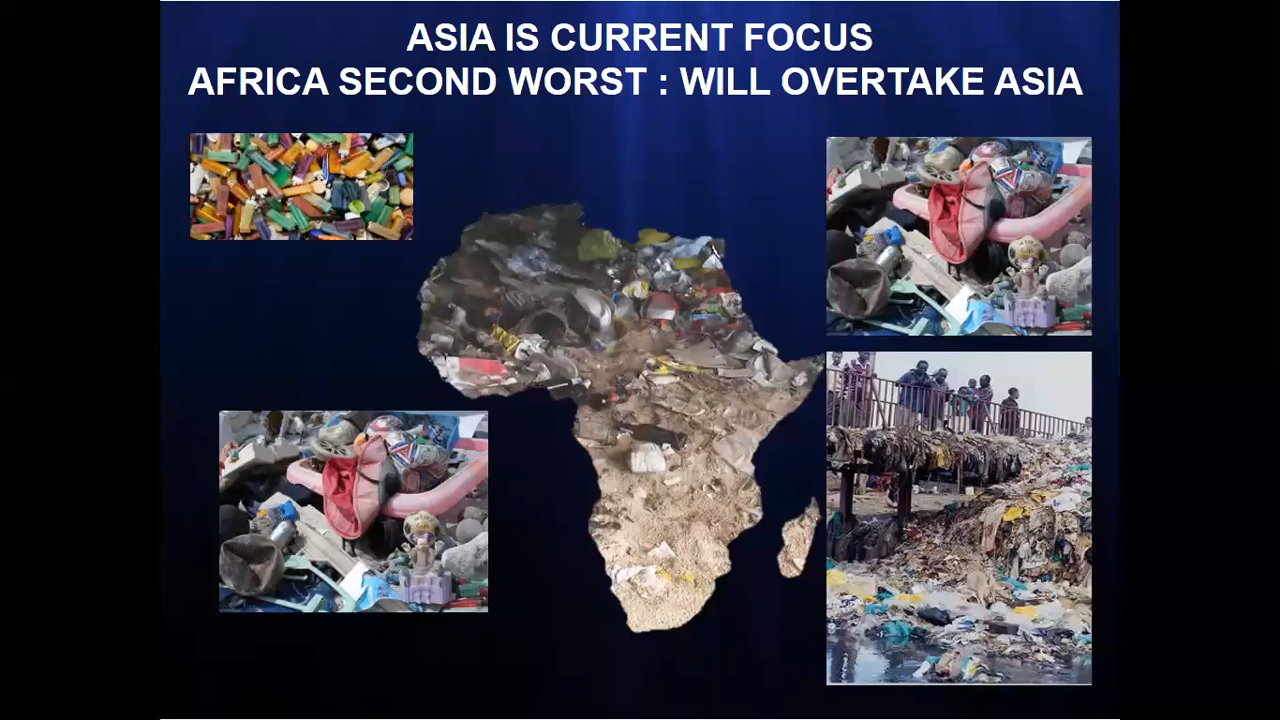 ASIA IS CURRENT FOCUS
AFRICA SECOND WORST : WILL OVERTAKE ASIA